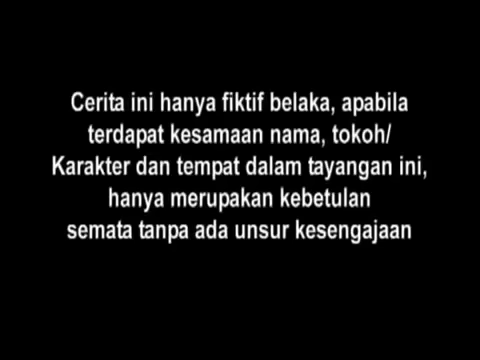 Cerita ini hanya fiktif belaka, apabila
terdapat kesamaan nama, tokoh/
Karakter dan tempat dalam tayangan ini,
hanya merupakan kebetulan
semata tanpa ada unsur kesengajaan